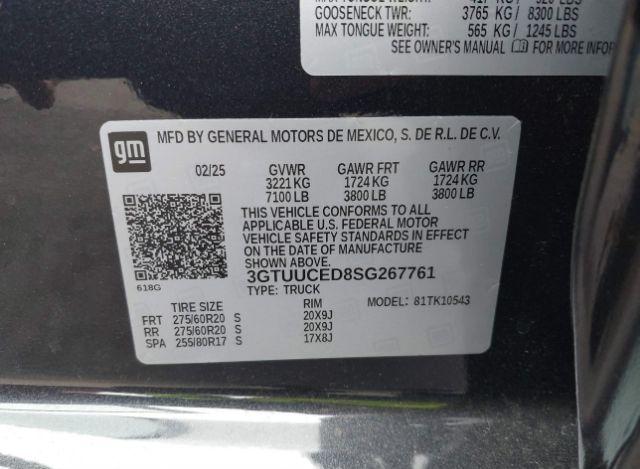 GOOSENECK TWR: 3765 KG / 8300 LBS
MAX TONGUE WEIGHT: 565 KG / 1245 LBS
SEE OWNER'S MANUAL FOR MORE INFORMATION
gm
MFD BY GENERAL MOTORS DE MEXICO, S. DE R.L. DE C.V.
02/25 GVWR GAWR FRT GAWR RR
3221 KG 1724 KG 1724 KG
7100 LB 3800 LB 3800 LB
THIS VEHICLE CONFORMS TO ALL
APPLICABLE U.S. FEDERAL MOTOR
VEHICLE SAFETY STANDARDS IN EFFECT
ON THE DATE OF MANUFACTURE
3GTUUCED8SG267761
618G TYPE: TRUCK
TIRE SIZE RIM MODEL: 81TK10543
FRT 275/60R20 S 20X9J
RR 275/60R20 S 20X9J
SPA 255/80R17 S 17X8J